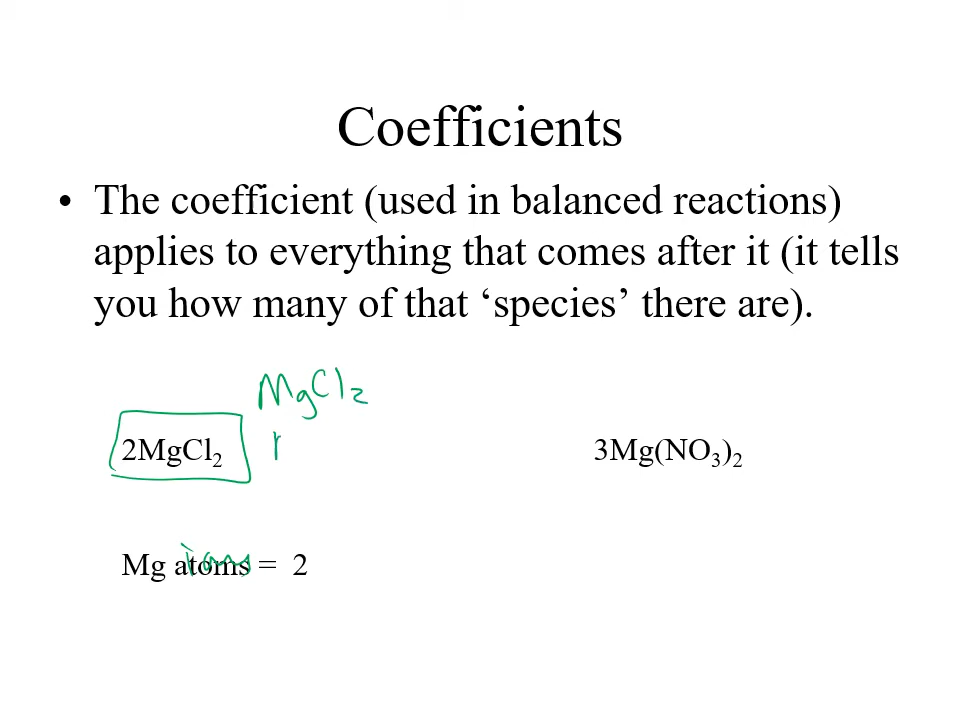 Coefficients
• The coefficient (used in balanced reactions)
applies to everything that comes after it (it tells
you how many of that ‘species’ there are).
MgCl2
2MgCl₂
3Mg(NO₃)₂
Mg atoms = 2
ions